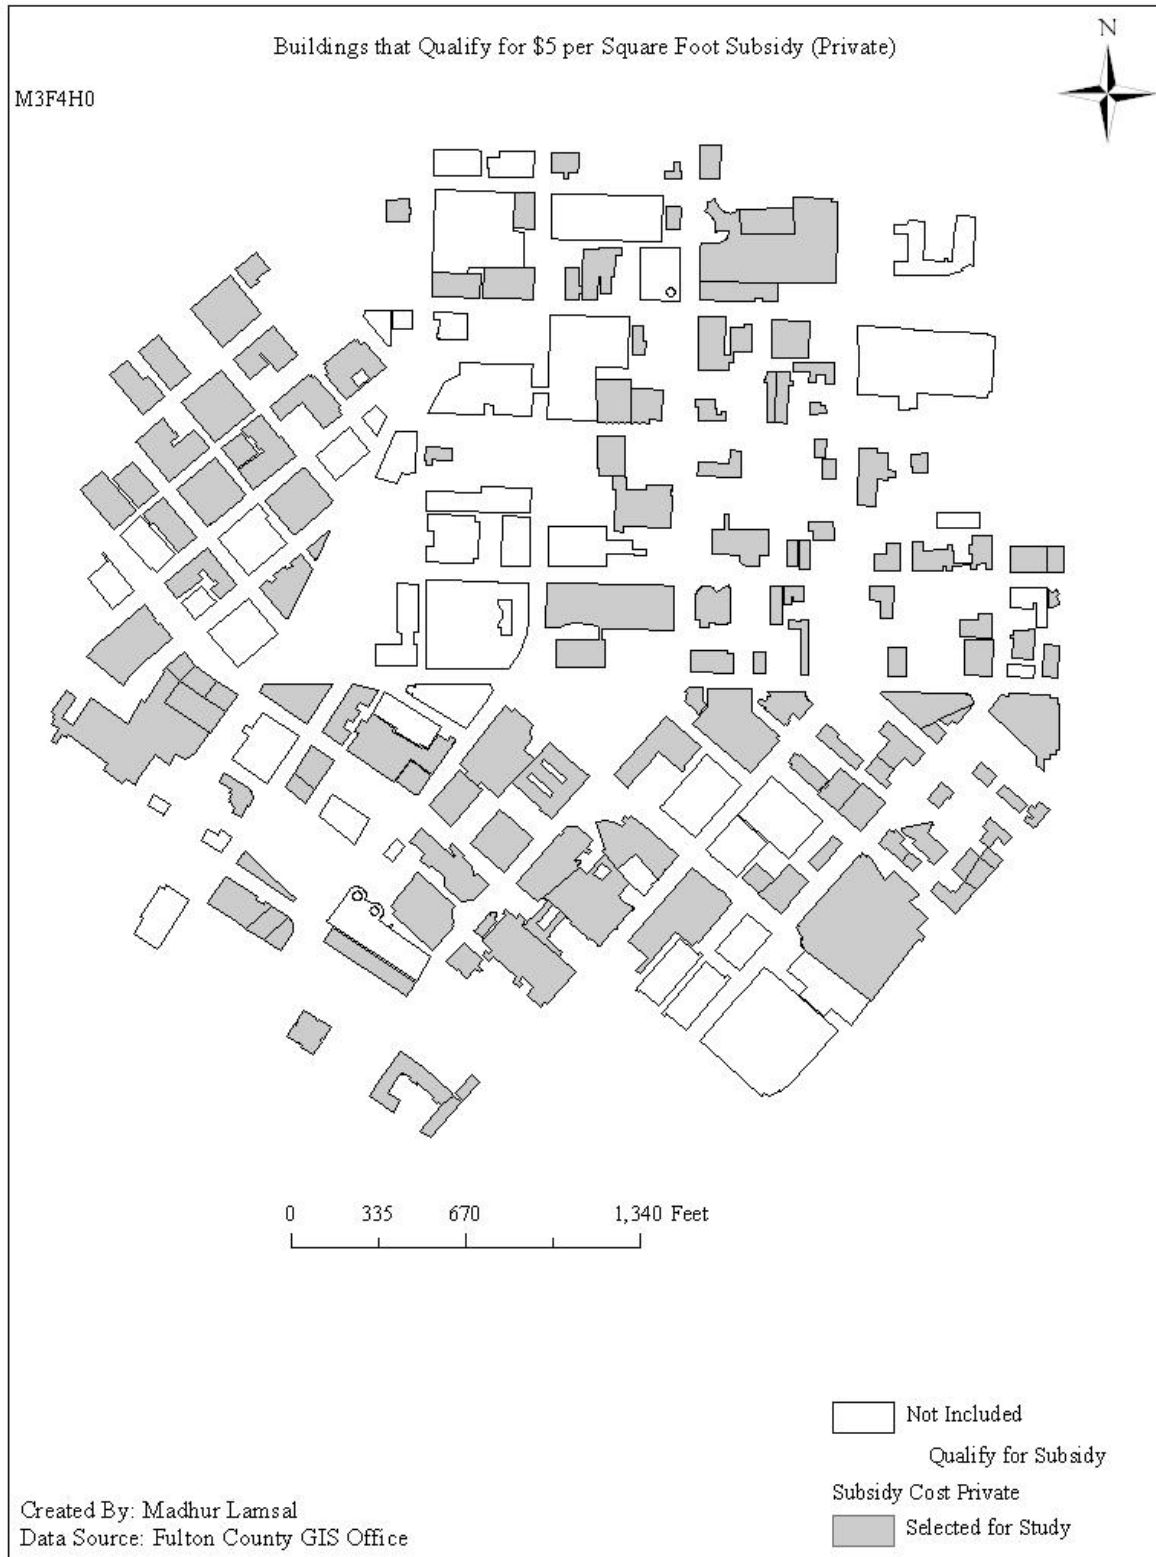 Buildings that Qualify for $5 per Square Foot Subsidy (Private)
N
M3F4H0
0 335 670 1,340 Feet
Not Included
Qualify for Subsidy
Subsidy Cost Private
Selected for Study
Created By: Madhur Lamsal
Data Source: Fulton County GIS Office